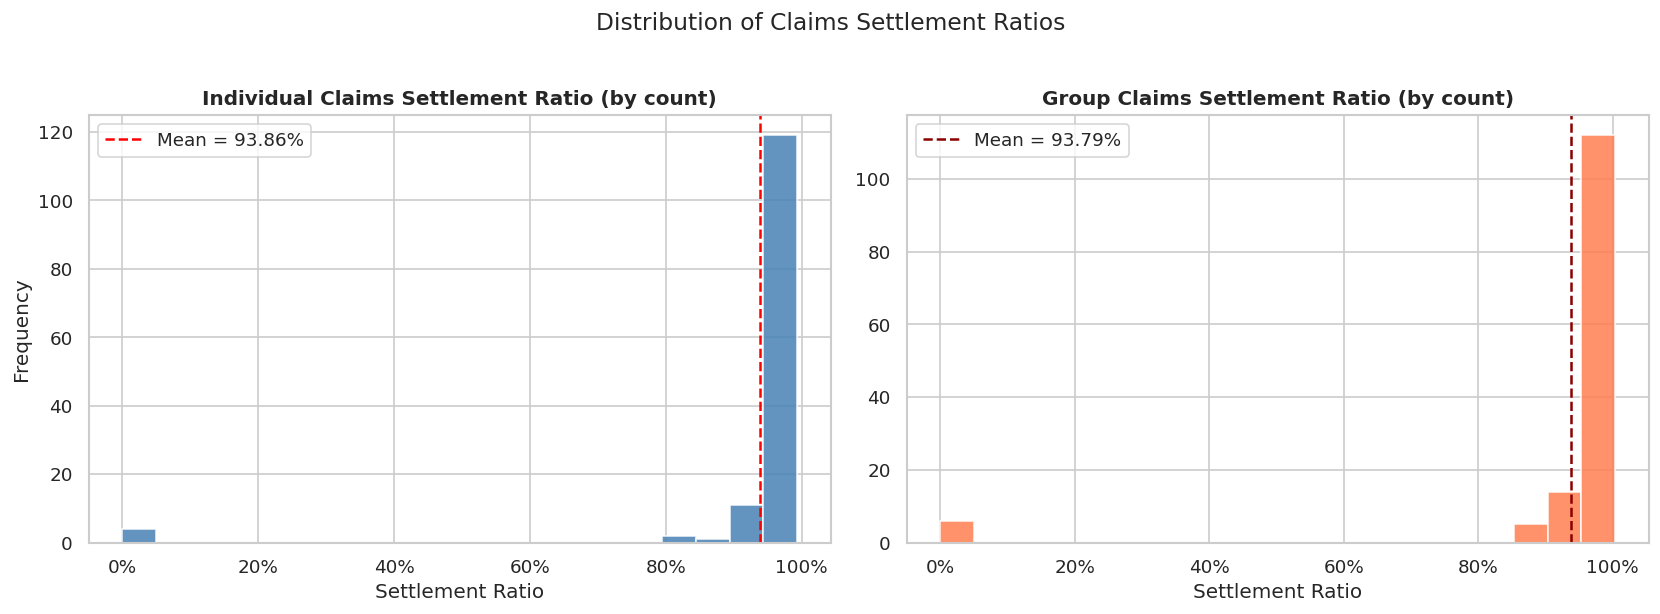 Distribution of Claims Settlement Ratios
Individual Claims Settlement Ratio (by count)
Mean = 93.86%
Frequency
120
100
80
60
40
20
0
0% 20% 40% 60% 80% 100%
Settlement Ratio
Group Claims Settlement Ratio (by count)
Mean = 93.79%
100
80
60
40
20
0
0% 20% 40% 60% 80% 100%
Settlement Ratio